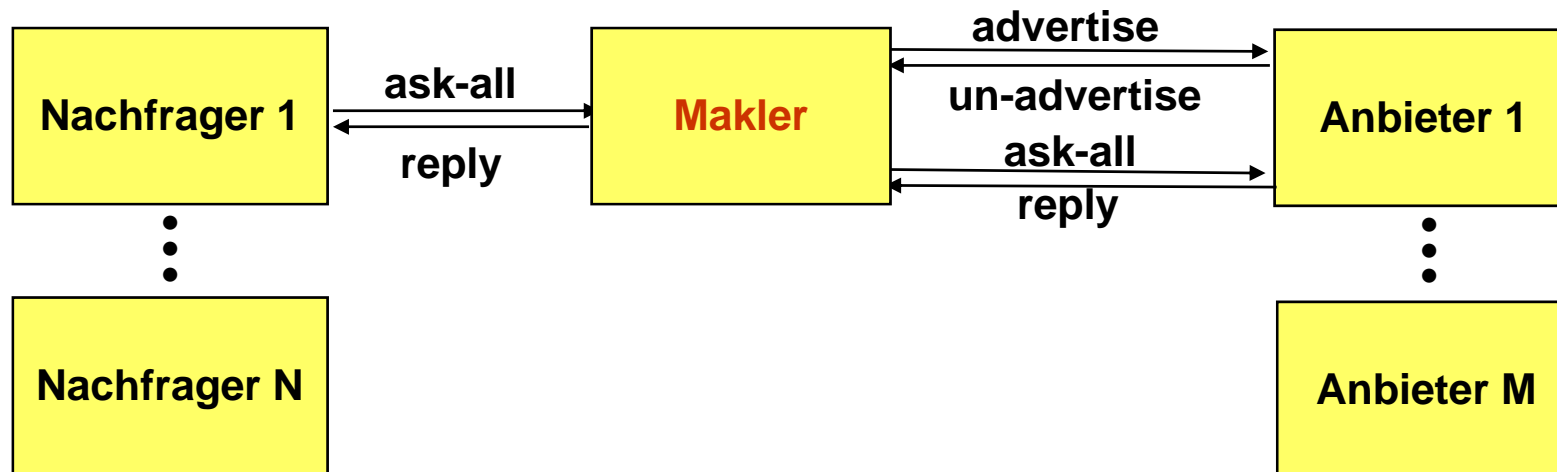 Nachfrager 1
ask-all
reply
Makler
advertise
un-advertise
ask-all
reply
Anbieter 1
Nachfrager N
Anbieter M